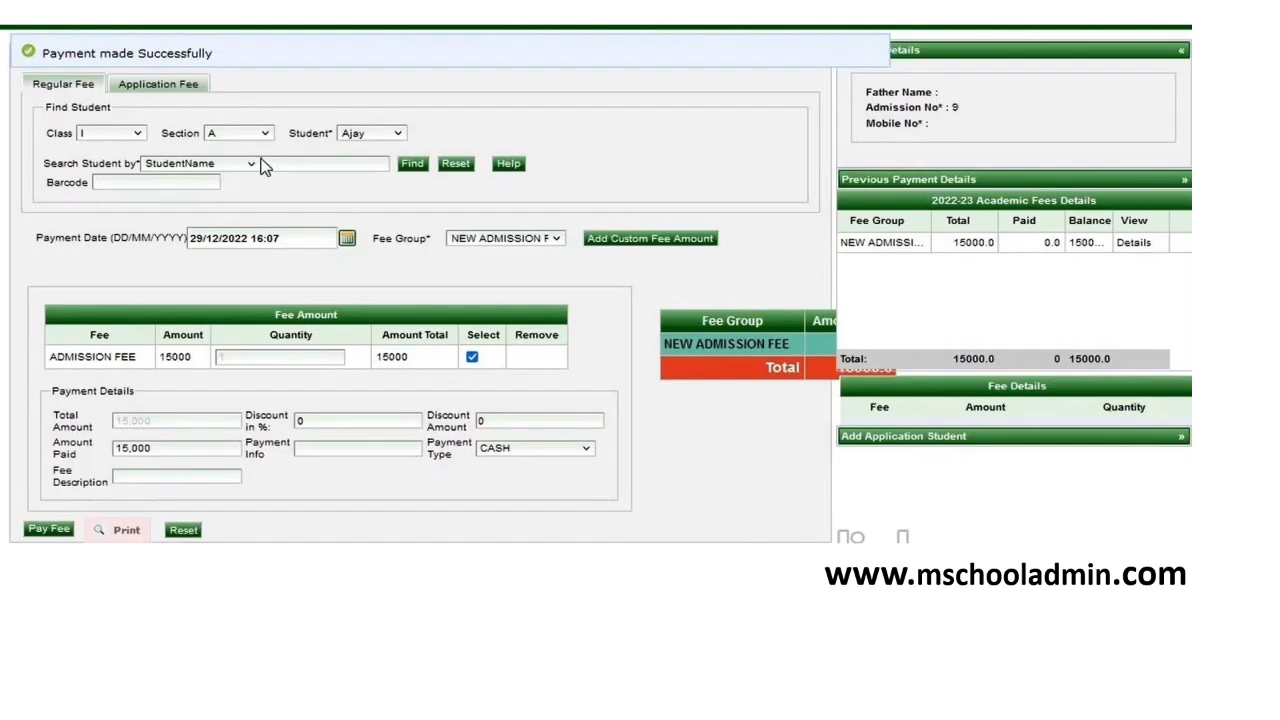 Payment made Successfully
etails «
Regular Fee Application Fee
Father Name :
Admission No* : 9
Mobile No* :
Find Student
Class I Section A Student* Ajay
Search Student by* StudentName Find Reset Help
Barcode
Previous Payment Details »
2022-23 Academic Fees Details
Fee Group Total Paid Balance View
NEW ADMISSI... 15000.0 0.0 1500... Details
Total: 15000.0 0 15000.0
Payment Date (DD/MM/YYYY) 29/12/2022 16:07 Fee Group* NEW ADMISSION F Add Custom Fee Amount
Fee Amount
Fee Amount Quantity Amount Total Select Remove
ADMISSION FEE 15000 1 15000
Fee Group Amo
NEW ADMISSION FEE
Total
Fee Details
Fee Amount Quantity
Add Application Student »
Payment Details
Total Amount 15,000 Discount in %: 0 Discount Amount 0
Amount Paid 15,000 Payment Info Payment Type CASH
Fee Description
Pay Fee Print Reset
www.mschooladmin.com